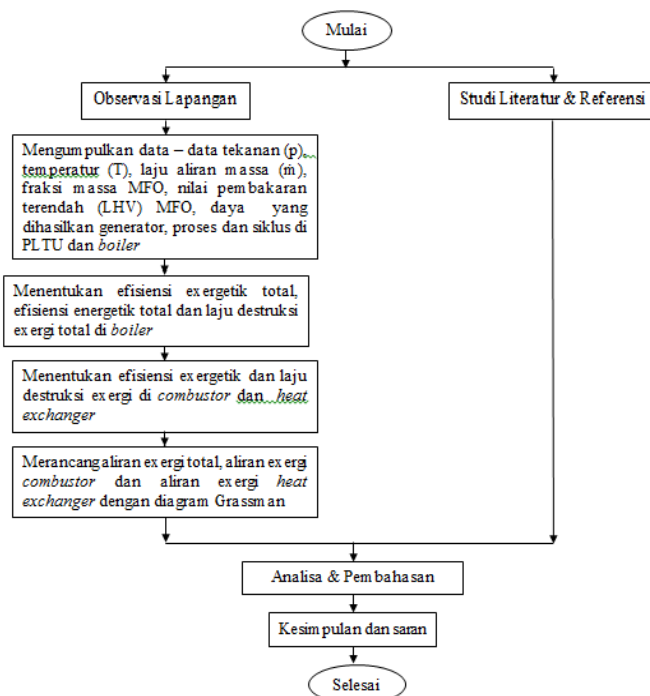 Mulai
Observasi Lapangan
Studi Literatur & Referensi
Mengumpulkan data – data tekanan (p),
temperatur (T), laju aliran massa (ṁ),
fraksi massa MFO, nilai pembakaran
terendah (LHV) MFO, daya yang
dihasilkan generator, proses dan siklus di
PLTU dan boiler
Menentukan efisiensi exergetik total,
efisiensi energetik total dan laju destruksi
exergi total di boiler
Menentukan efisiensi exergetik dan laju
destruksi exergi di combustor dan heat
exchanger
Merancang aliran exergi total, aliran exergi
combustor dan aliran exergi heat
exchanger dengan diagram Grassman
Analisa & Pembahasan
Kesimpulan dan saran
Selesai